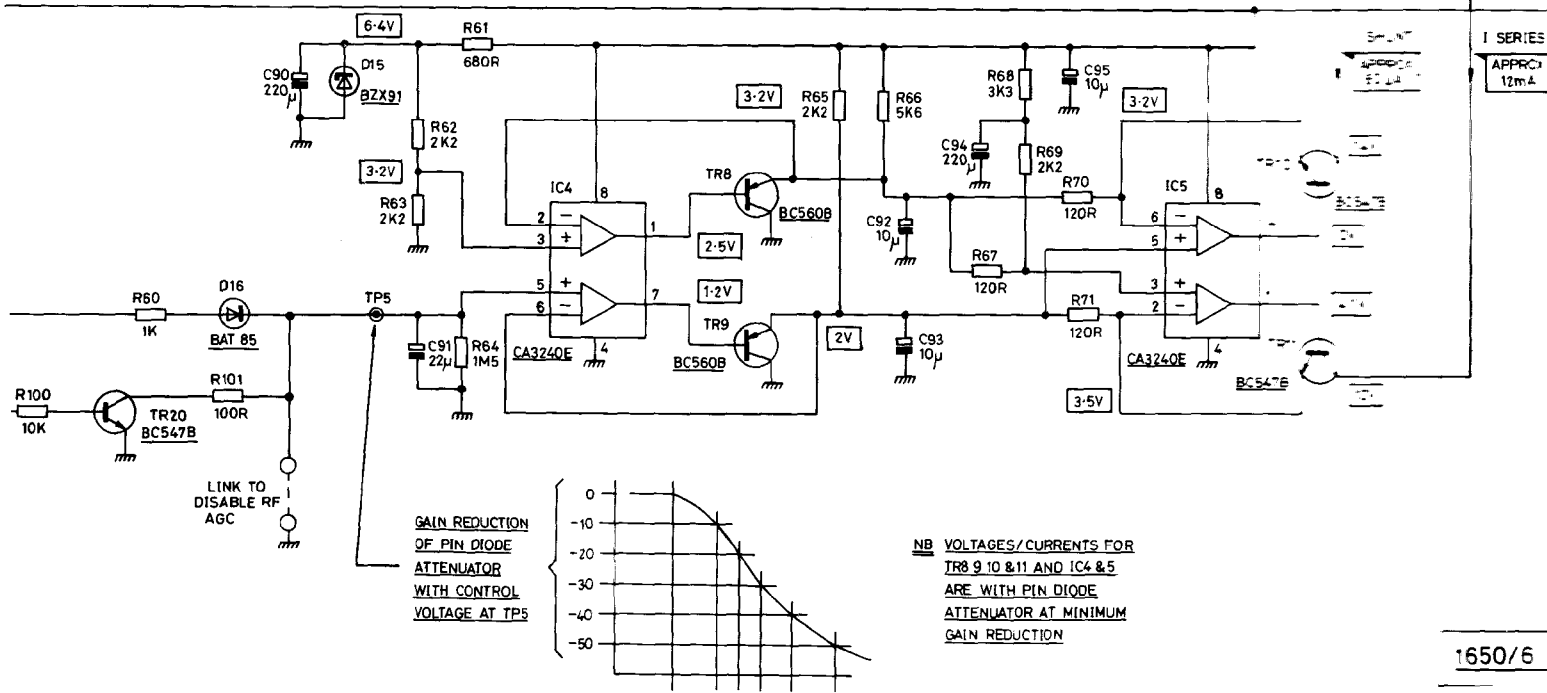 6·4V
R61
680R
C90
220µ
D15
BZX91
R62
2K2
3·2V
R63
2K2
IC4
8
2
−
3
+
1
5
+
6
−
7
4
CA3240E
TR8
BC560B
2·5V
1·2V
TR9
BC560B
3·2V
R65
2K2
R66
5K6
R68
3K3
C95
10µ
C94
220µ
R69
2K2
3·2V
C92
10µ
R70
120R
R67
120R
R71
120R
2V
C93
10µ
IC5
8
6
−
5
+
3
+
2
−
4
CA3240E
3·5V
BC547B
I SERIES
12mA
R60
1K
D16
BAT 85
TP5
C91
22µ
R64
1M5
R100
10K
TR20
BC547B
R101
100R
LINK TO
DISABLE RF
AGC
GAIN REDUCTION
OF PIN DIODE
ATTENUATOR
WITH CONTROL
VOLTAGE AT TP5
0
-10
-20
-30
-40
-50
NB VOLTAGES/CURRENTS FOR
TR8 9 10 &11 AND IC4 & 5
ARE WITH PIN DIODE
ATTENUATOR AT MINIMUM
GAIN REDUCTION
1650/6